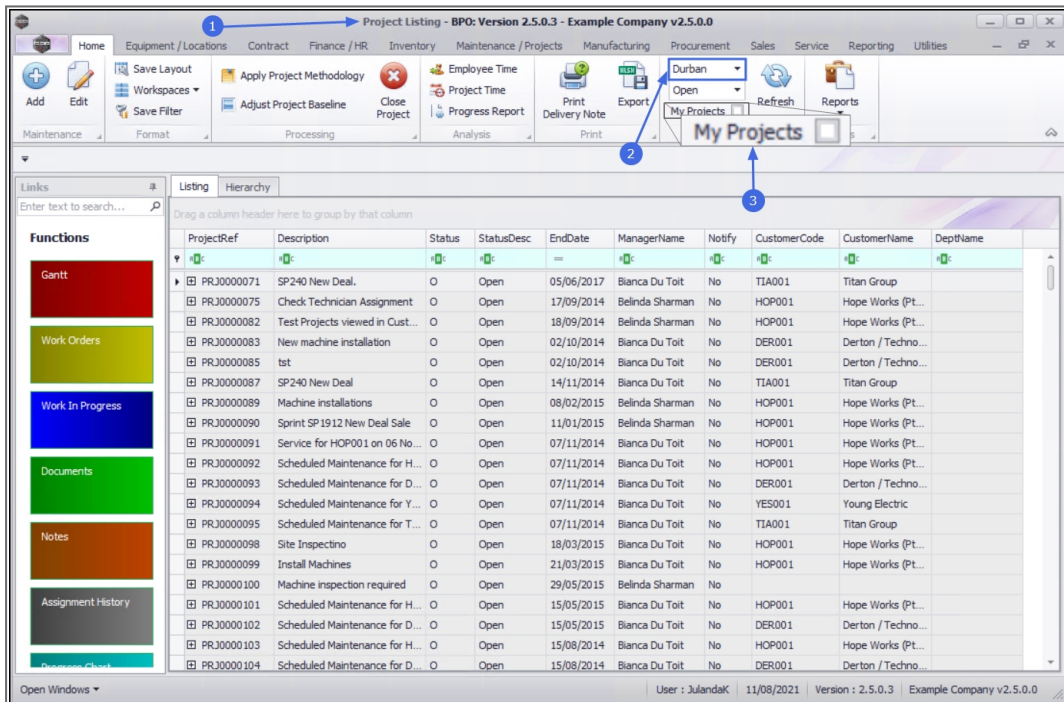 Project Listing - BPO: Version 2.5.0.3 - Example Company v2.5.0.0
1
Home Equipment / Locations Contract Finance / HR Inventory Maintenance / Projects Manufacturing Procurement Sales Service Reporting Utilities
Add
Edit
Maintenance
Save Layout
Workspaces
Save Filter
Format
Apply Project Methodology
Adjust Project Baseline
Close
Project
Processing
Employee Time
Project Time
Progress Report
Analysis
Print
Delivery Note
Export
Print
Durban
Open
My Projects
Refresh
Reports
My Projects
2
3
Links
Enter text to search...
Functions
Gantt
Work Orders
Work In Progress
Documents
Notes
Assignment History
Progress Chart
Listing Hierarchy
Drag a column header here to group by that column
ProjectRef Description Status StatusDesc EndDate ManagerName Notify CustomerCode CustomerName DeptName
PRJ0000071 SP240 New Deal. O Open 05/06/2017 Bianca Du Toit No TIA001 Titan Group
PRJ0000075 Check Technician Assignment O Open 17/09/2014 Belinda Sharman No HOP001 Hope Works (Pt...
PRJ0000082 Test Projects viewed in Cust... O Open 18/09/2014 Belinda Sharman No HOP001 Hope Works (Pt...
PRJ0000083 New machine installation O Open 02/10/2014 Bianca Du Toit No DER001 Derton / Techno...
PRJ0000085 tst O Open 02/10/2014 Bianca Du Toit No DER001 Derton / Techno...
PRJ0000087 SP240 New Deal O Open 14/11/2014 Bianca Du Toit No TIA001 Titan Group
PRJ0000089 Machine installations O Open 08/02/2015 Belinda Sharman No HOP001 Hope Works (Pt...
PRJ0000090 Sprint SP1912 New Deal Sale O Open 11/01/2015 Belinda Sharman No HOP001 Hope Works (Pt...
PRJ0000091 Service for HOP001 on 06 No... O Open 07/11/2014 Bianca Du Toit No HOP001 Hope Works (Pt...
PRJ0000092 Scheduled Maintenance for H... O Open 07/11/2014 Bianca Du Toit No HOP001 Hope Works (Pt...
PRJ0000093 Scheduled Maintenance for D... O Open 07/11/2014 Bianca Du Toit No DER001 Derton / Techno...
PRJ0000094 Scheduled Maintenance for Y... O Open 07/11/2014 Bianca Du Toit No YES001 Young Electric
PRJ0000095 Scheduled Maintenance for T... O Open 07/11/2014 Bianca Du Toit No TIA001 Titan Group
PRJ0000098 Site Inspectino O Open 18/03/2015 Bianca Du Toit No HOP001 Hope Works (Pt...
PRJ0000099 Install Machines O Open 21/03/2015 Bianca Du Toit No HOP001 Hope Works (Pt...
PRJ0000100 Machine inspection required O Open 29/05/2015 Belinda Sharman No
PRJ0000101 Scheduled Maintenance for H... O Open 15/05/2015 Bianca Du Toit No HOP001 Hope Works (Pt...
PRJ0000102 Scheduled Maintenance for D... O Open 15/05/2015 Bianca Du Toit No DER001 Derton / Techno...
PRJ0000103 Scheduled Maintenance for H... O Open 15/08/2014 Bianca Du Toit No HOP001 Hope Works (Pt...
PRJ0000104 Scheduled Maintenance for D... O Open 15/08/2014 Bianca Du Toit No DER001 Derton / Techno...
Open Windows User : JulandaK 11/08/2021 Version : 2.5.0.3 Example Company v2.5.0.0